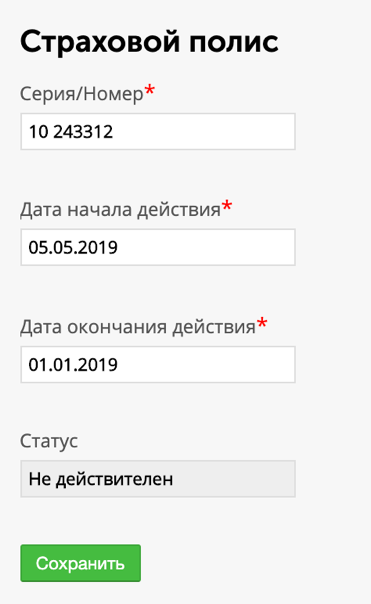 Страховой полис
Серия/Номер*
10 243312
Дата начала действия*
05.05.2019
Дата окончания действия*
01.01.2019
Статус
Не действителен
Сохранить